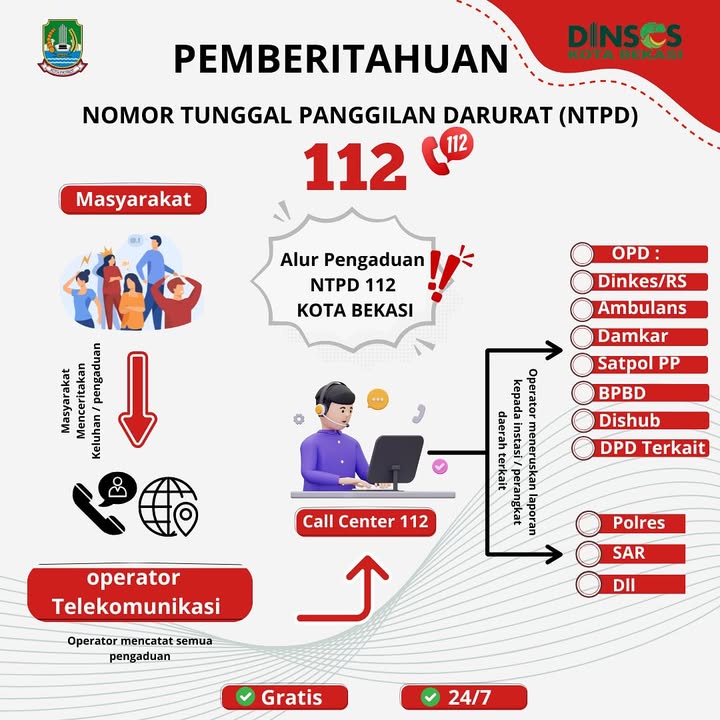 DINSOS
KOTA BEKASI
PEMBERITAHUAN
NOMOR TUNGGAL PANGGILAN DARURAT (NTPD)
112
112
Masyarakat
Alur Pengaduan
NTPD 112
KOTA BEKASI
Masyarakat
Menceritakan
Keluhan / pengaduan
operator
Telekomunikasi
Operator mencatat semua
pengaduan
Call Center 112
Operator meneruskan laporan
kepada instasi / perangkat
daerah terkait
OPD :
Dinkes/RS
Ambulans
Damkar
Satpol PP
BPBD
Dishub
DPD Terkait
Polres
SAR
Dll
Gratis
24/7